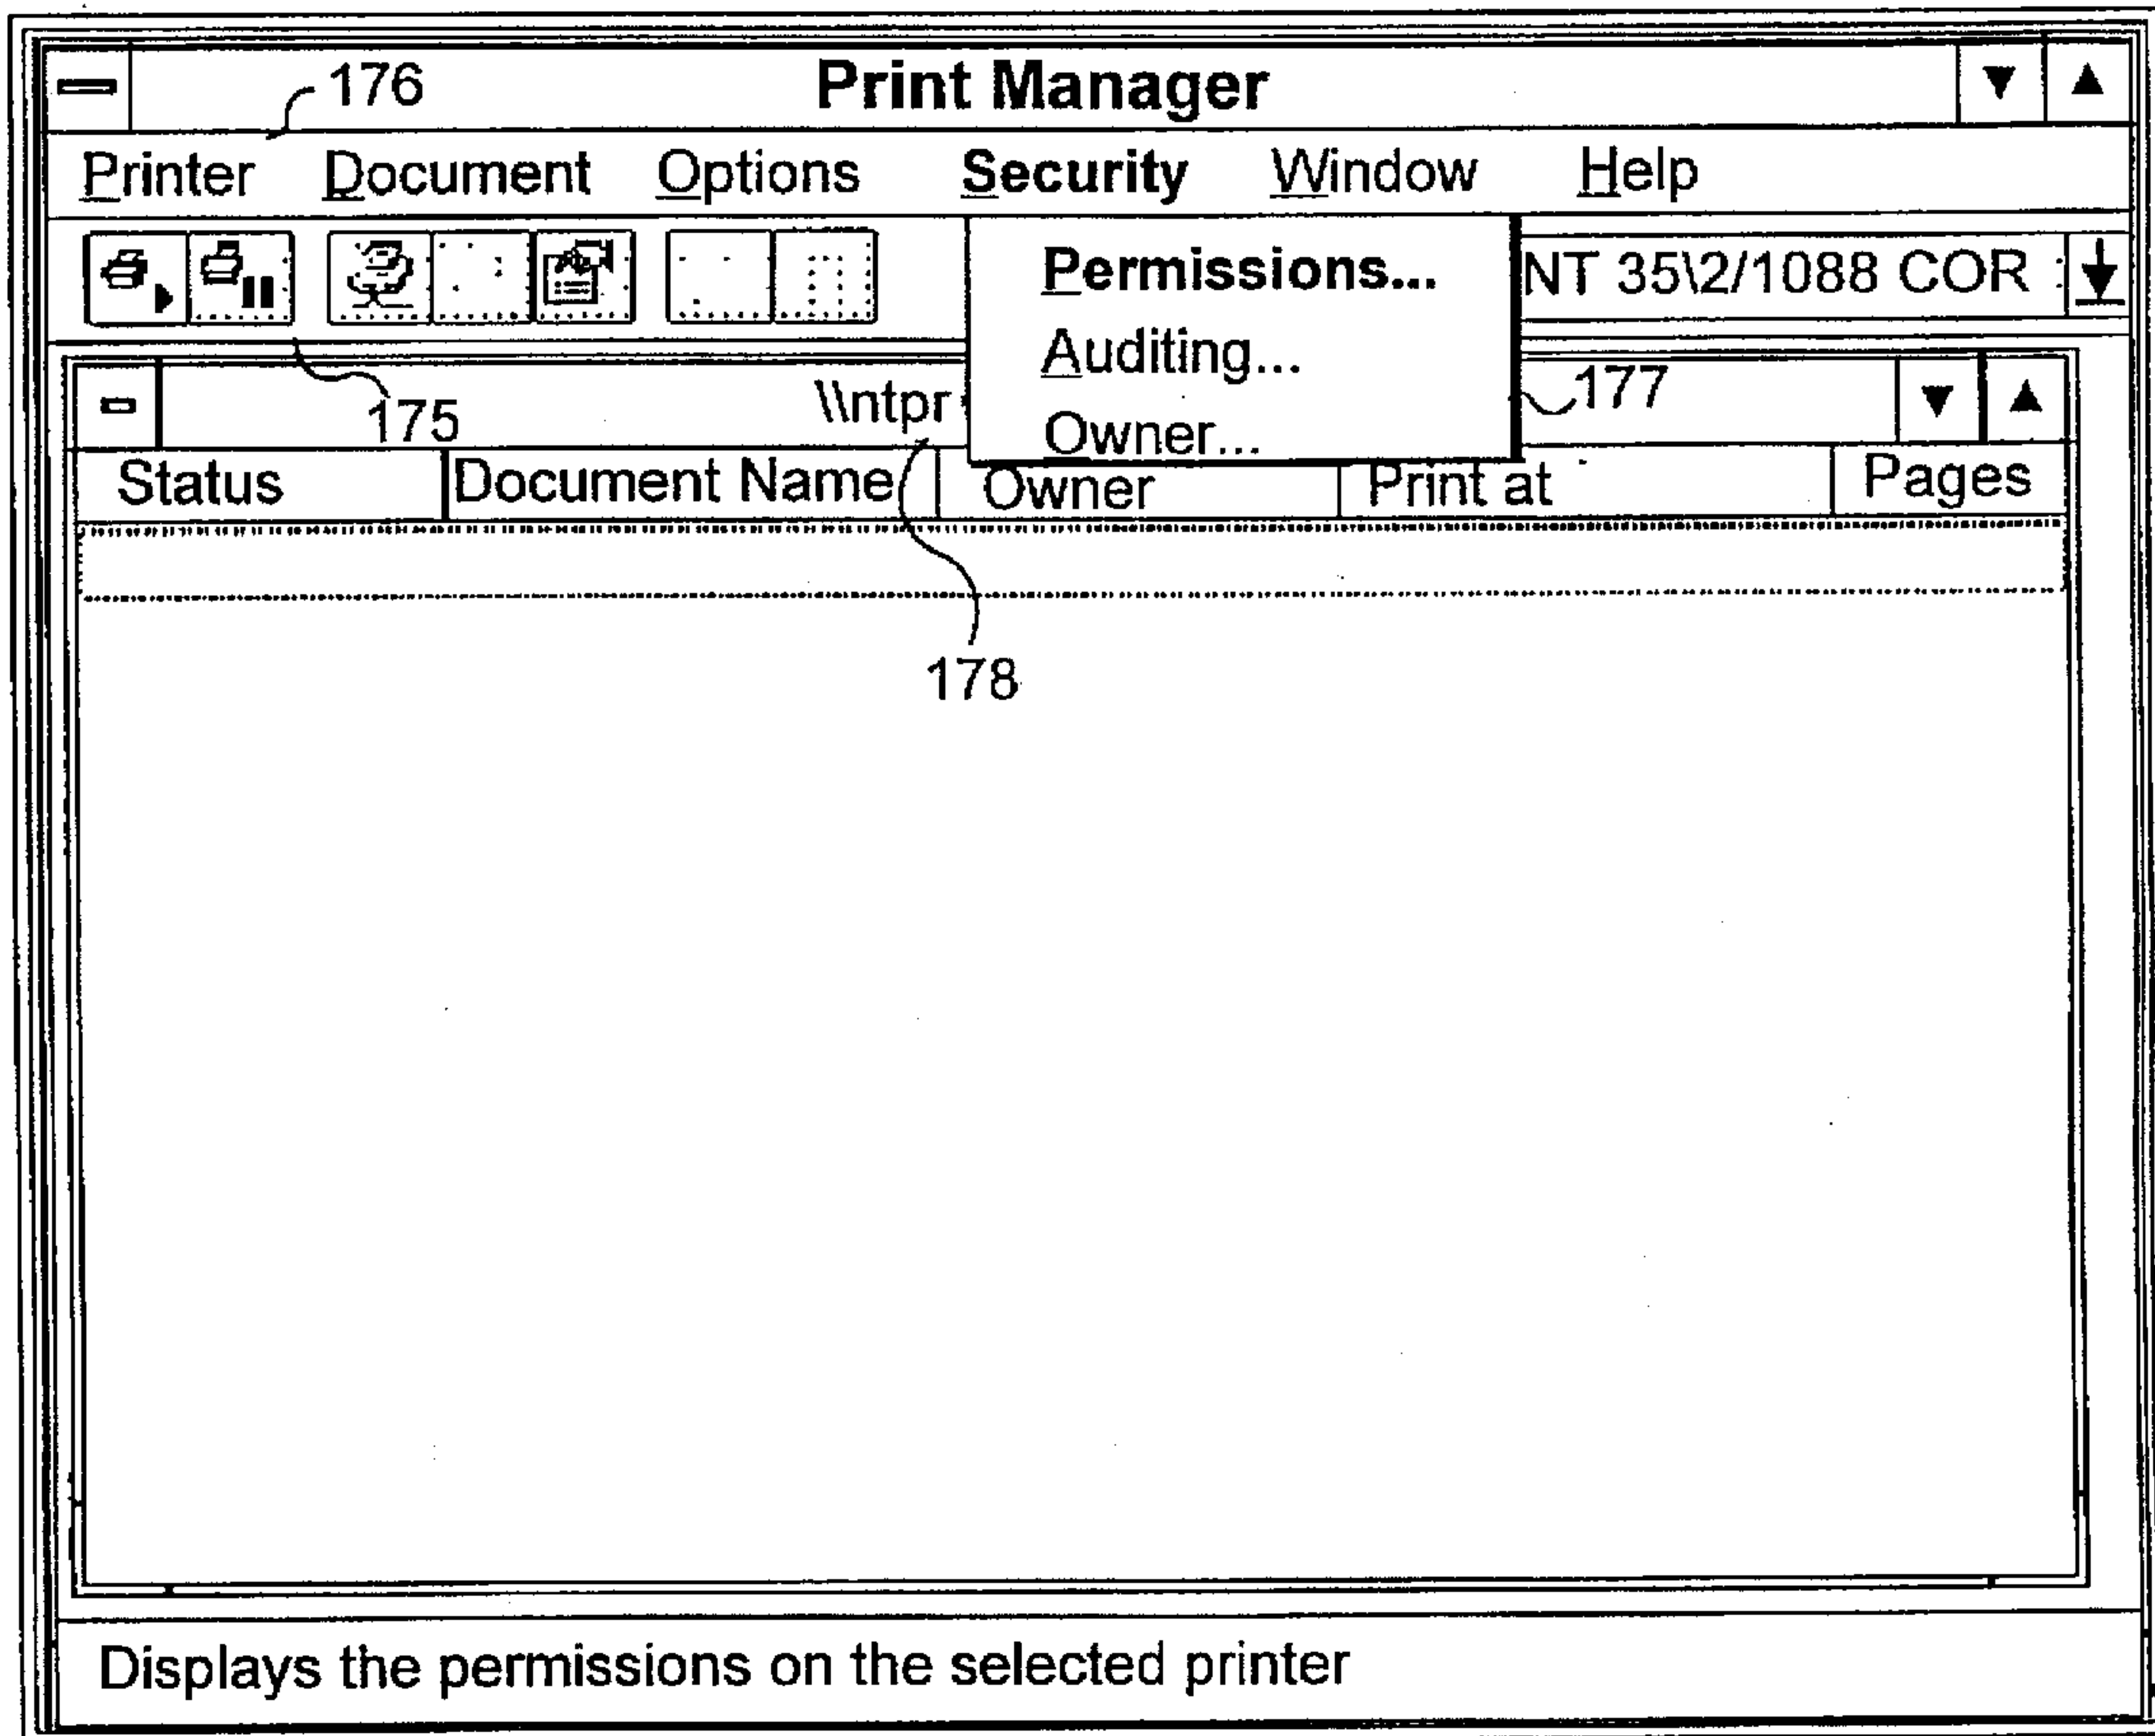 176 Print Manager
Printer Document Options Security Window Help
Permissions... NT 35\2/1088 COR
Auditing...
175 \\ntpr 177
Owner...
Status Document Name Owner Print at Pages
178
Displays the permissions on the selected printer